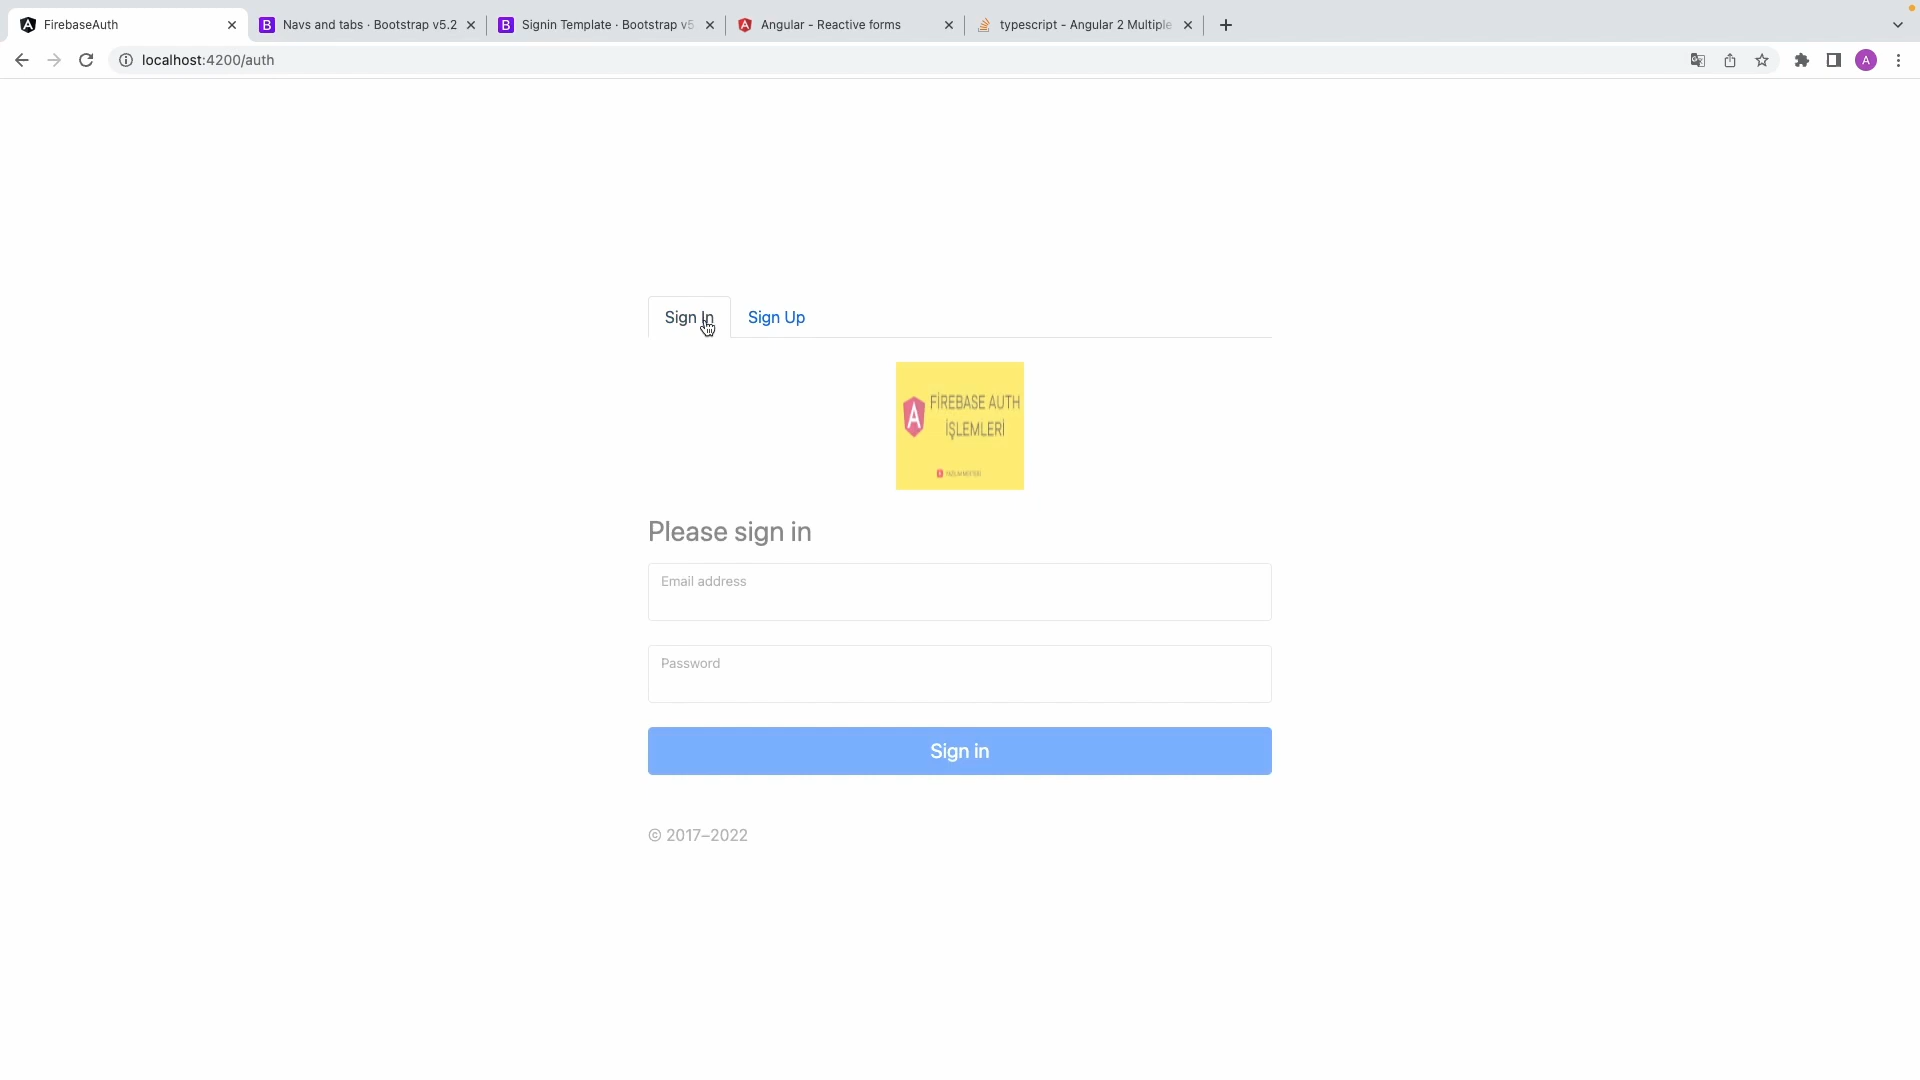 FirebaseAuth
Navs and tabs · Bootstrap v5.2
Signin Template · Bootstrap v5
Angular - Reactive forms
typescript - Angular 2 Multiple
localhost:4200/auth
A
Sign In
Sign Up
FİREBASE AUTH
İŞLEMLERİ
Please sign in
Email address
Password
Sign in
© 2017–2022